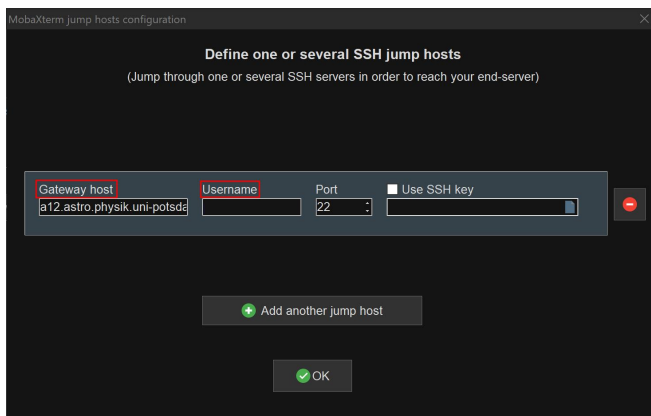 MobaXterm jump hosts configuration
Define one or several SSH jump hosts
(Jump through one or several SSH servers in order to reach your end-server)
Gateway host Username Port Use SSH key
a12.astro.physik.uni-potsda 22
Add another jump host
OK